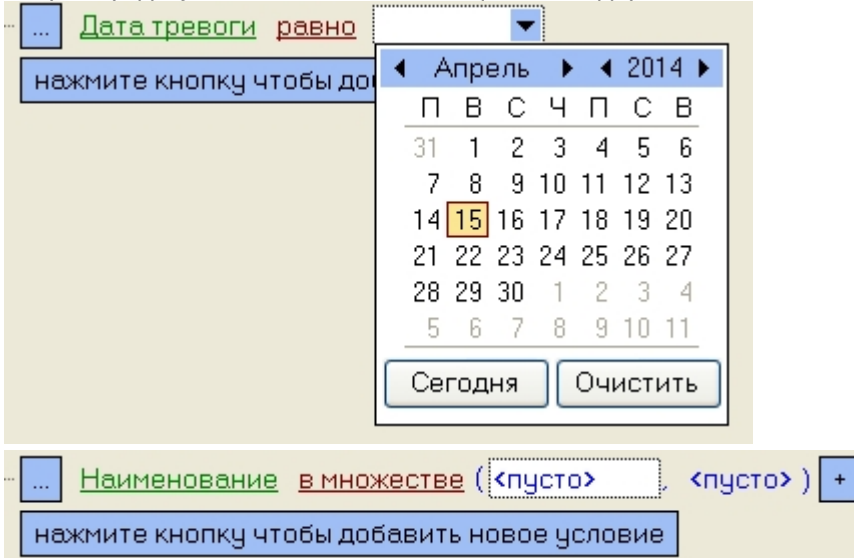 ... Дата тревоги равно
нажмите кнопку чтобы до
Апрель 2014
П В С Ч П С В
31 1 2 3 4 5 6
7 8 9 10 11 12 13
14 15 16 17 18 19 20
21 22 23 24 25 26 27
28 29 30 1 2 3 4
5 6 7 8 9 10 11
Сегодня Очистить
... Наименование в множестве ( <пусто> , <пусто> ) +
нажмите кнопку чтобы добавить новое условие